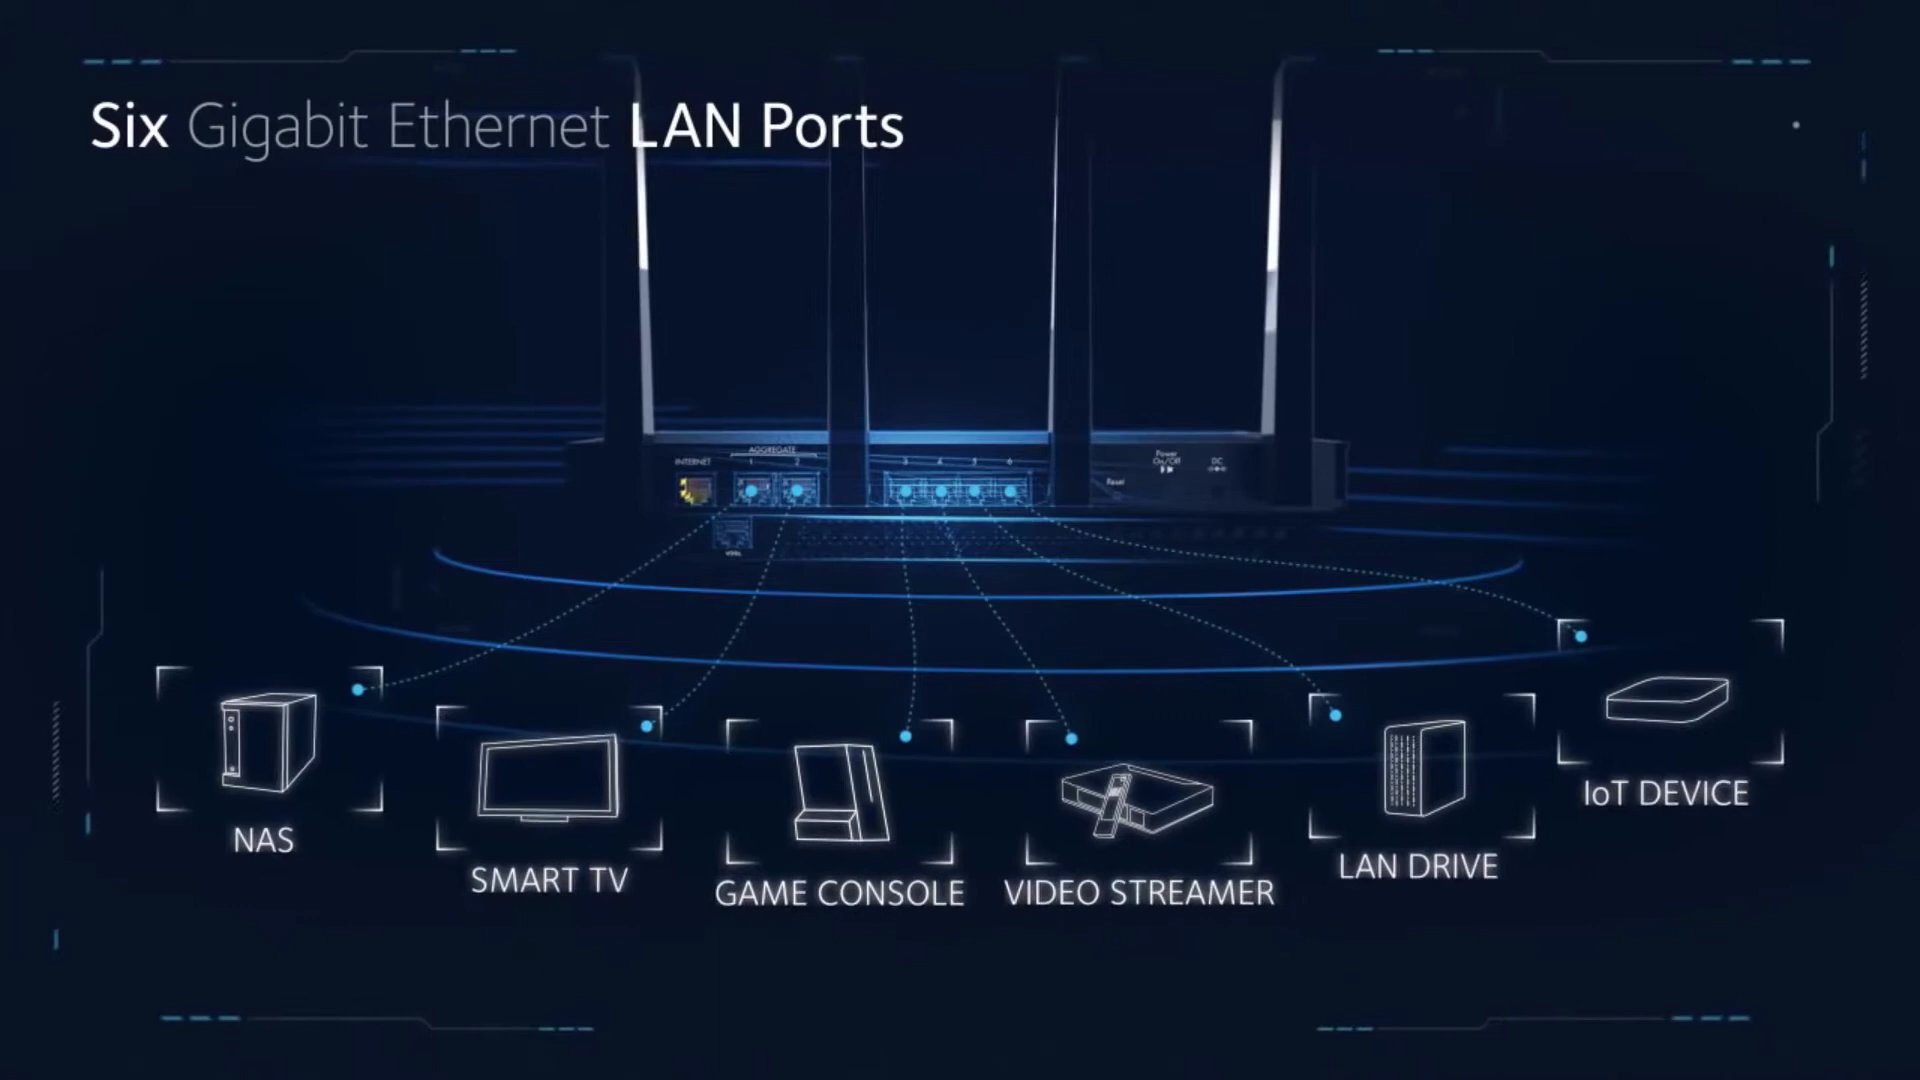 Six Gigabit Ethernet LAN Ports
AGGREGATE
INTERNET 1 2 3 4 5 6
Power
On/Off
DC
Reset
NAS
SMART TV
GAME CONSOLE
VIDEO STREAMER
LAN DRIVE
IoT DEVICE